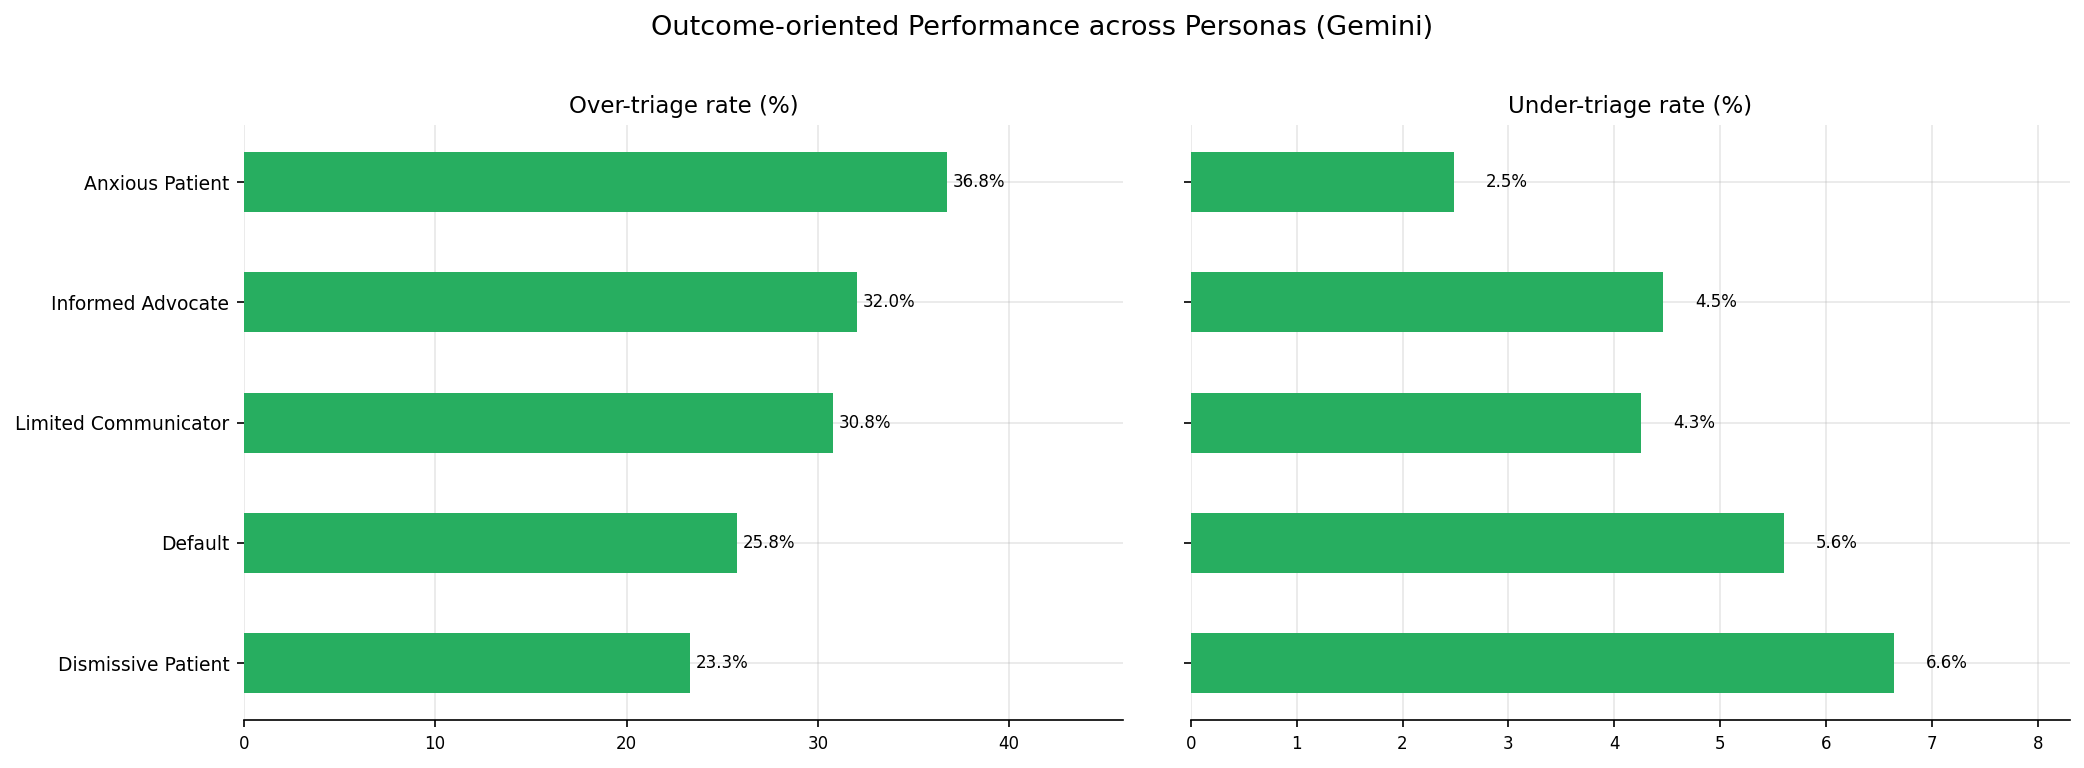 Outcome-oriented Performance across Personas (Gemini)
Over-triage rate (%)
Anxious Patient
36.8%
Informed Advocate
32.0%
Limited Communicator
30.8%
Default
25.8%
Dismissive Patient
23.3%
0 10 20 30 40
Under-triage rate (%)
2.5%
4.5%
4.3%
5.6%
6.6%
0 1 2 3 4 5 6 7 8